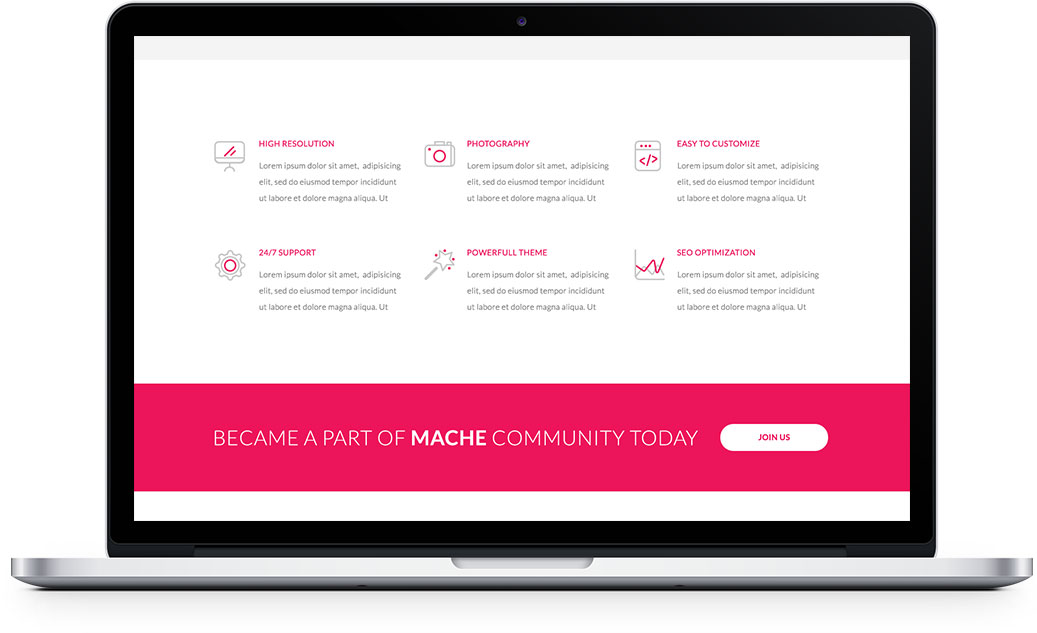 HIGH RESOLUTION
Lorem ipsum dolor sit amet, adipisicing
elit, sed do eiusmod tempor incididunt
ut labore et dolore magna aliqua. Ut
PHOTOGRAPHY
Lorem ipsum dolor sit amet, adipisicing
elit, sed do eiusmod tempor incididunt
ut labore et dolore magna aliqua. Ut
EASY TO CUSTOMIZE
Lorem ipsum dolor sit amet, adipisicing
elit, sed do eiusmod tempor incididunt
ut labore et dolore magna aliqua. Ut
24/7 SUPPORT
Lorem ipsum dolor sit amet, adipisicing
elit, sed do eiusmod tempor incididunt
ut labore et dolore magna aliqua. Ut
POWERFULL THEME
Lorem ipsum dolor sit amet, adipisicing
elit, sed do eiusmod tempor incididunt
ut labore et dolore magna aliqua. Ut
SEO OPTIMIZATION
Lorem ipsum dolor sit amet, adipisicing
elit, sed do eiusmod tempor incididunt
ut labore et dolore magna aliqua. Ut
BECAME A PART OF MACHE COMMUNITY TODAY
JOIN US